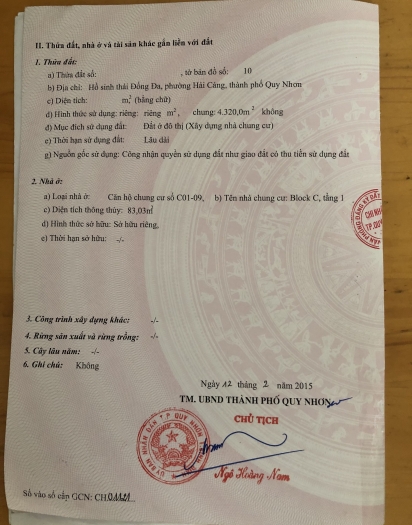 II. Thửa đất, nhà ở và tài sản khác gắn liền với đất
1. Thửa đất:
a) Thửa đất số: , tờ bản đồ số: 10
b) Địa chỉ: Hồ sinh thái Đống Đa, phường Hải Cảng, thành phố Quy Nhơn
c) Diện tích: m², (bằng chữ)
d) Hình thức sử dụng: riêng: riêng m², chung: 4.320,0m² không
đ) Mục đích sử dụng đất: Đất ở đô thị (Xây dựng nhà chung cư)
e) Thời hạn sử dụng đất: Lâu dài
g) Nguồn gốc sử dụng: Công nhận quyền sử dụng đất như giao đất có thu tiền sử dụng đất
2. Nhà ở:
a) Loại nhà ở: Căn hộ chung cư số C01-09, b) Tên nhà chung cư: Block C, tầng 1
c) Diện tích thông thủy: 83,03m²
d) Hình thức sở hữu: Sở hữu riêng,
e) Thời hạn sở hữu: -/-
3. Công trình xây dựng khác: -/-
4. Rừng sản xuất và rừng trồng: -/-
5. Cây lâu năm: -/-
6. Ghi chú: Không
Ngày 12 tháng 2 năm 2015
TM. UBND THÀNH PHỐ QUY NHƠN
CHỦ TỊCH
Ngô Hoàng Nam
Số vào sổ cấp GCN: CH